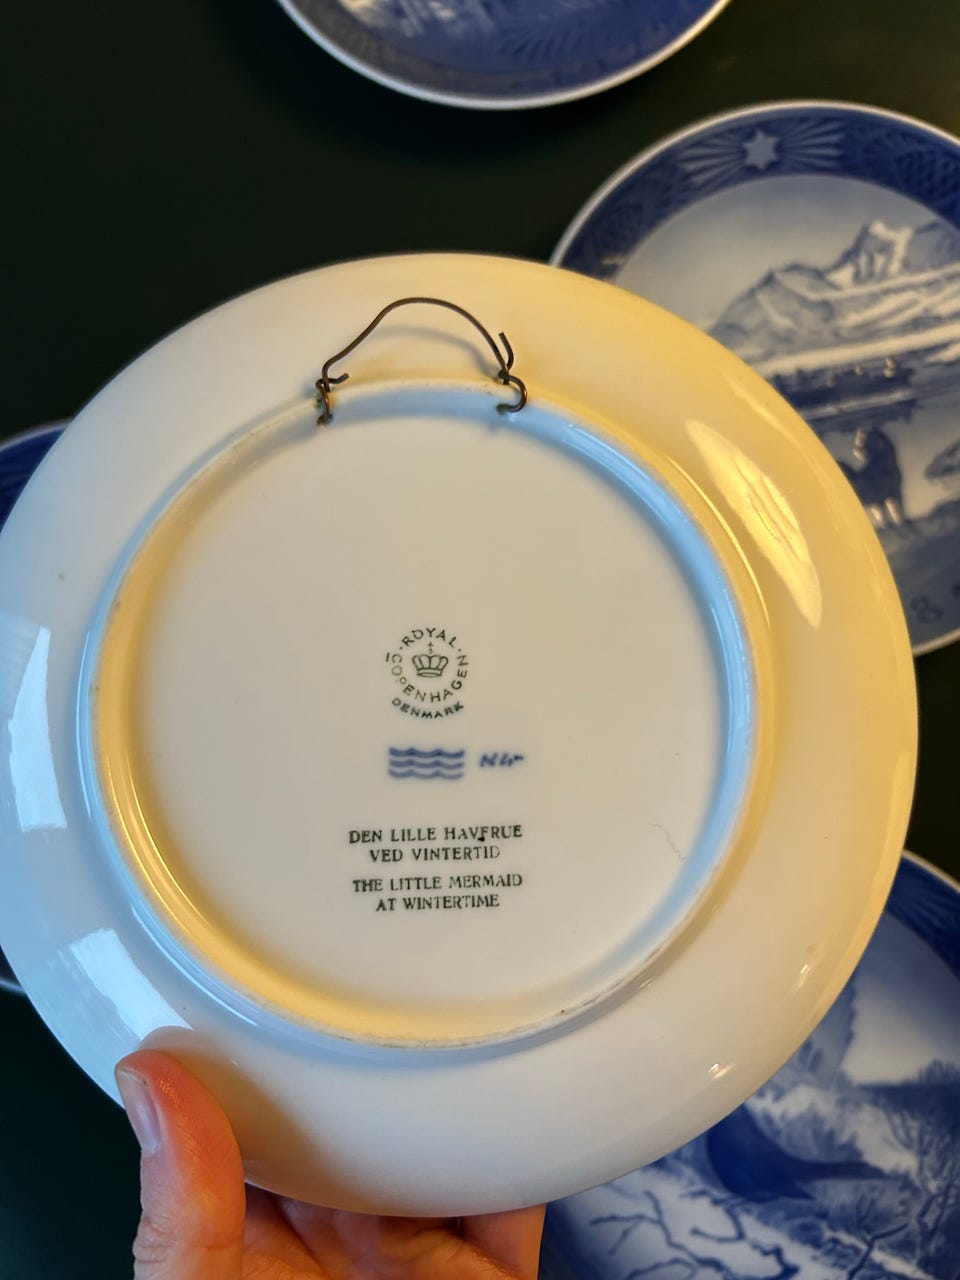 ROYAL
COPENHAGEN
DENMARK
DEN LILLE HAVFRUE
VED VINTERTID
THE LITTLE MERMAID
AT WINTERTIME